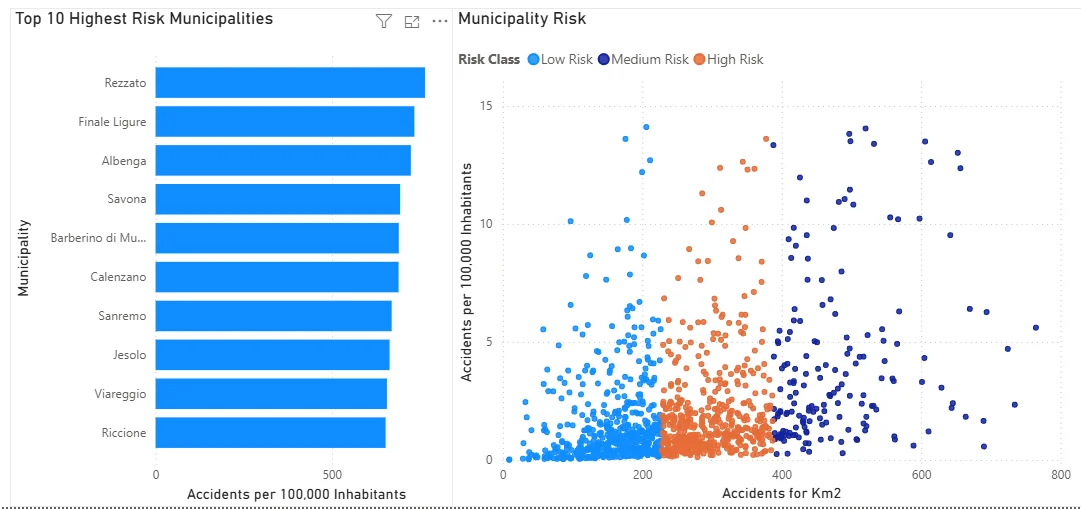 Top 10 Highest Risk Municipalities
Municipality
Rezzato
Finale Ligure
Albenga
Savona
Barberino di Mu...
Calenzano
Sanremo
Jesolo
Viareggio
Riccione
0 500
Accidents per 100,000 Inhabitants
Municipality Risk
Risk Class Low Risk Medium Risk High Risk
Accidents per 100,000 Inhabitants
15
10
5
0
200 400 600 800
Accidents for Km2